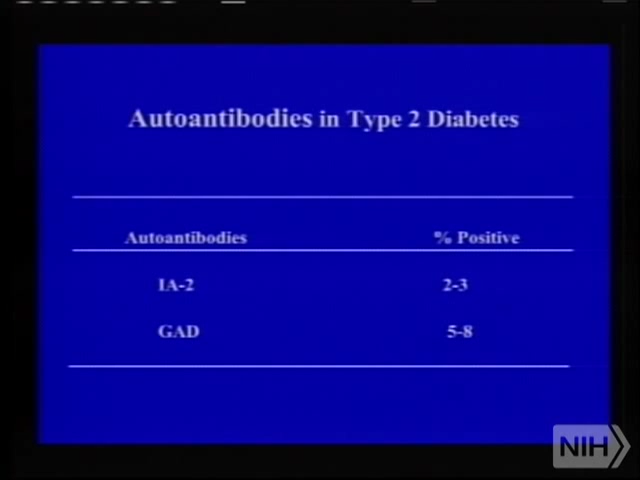 Autoantibodies in Type 2 Diabetes
Autoantibodies % Positive
IA-2 2-3
GAD 5-8
NIH